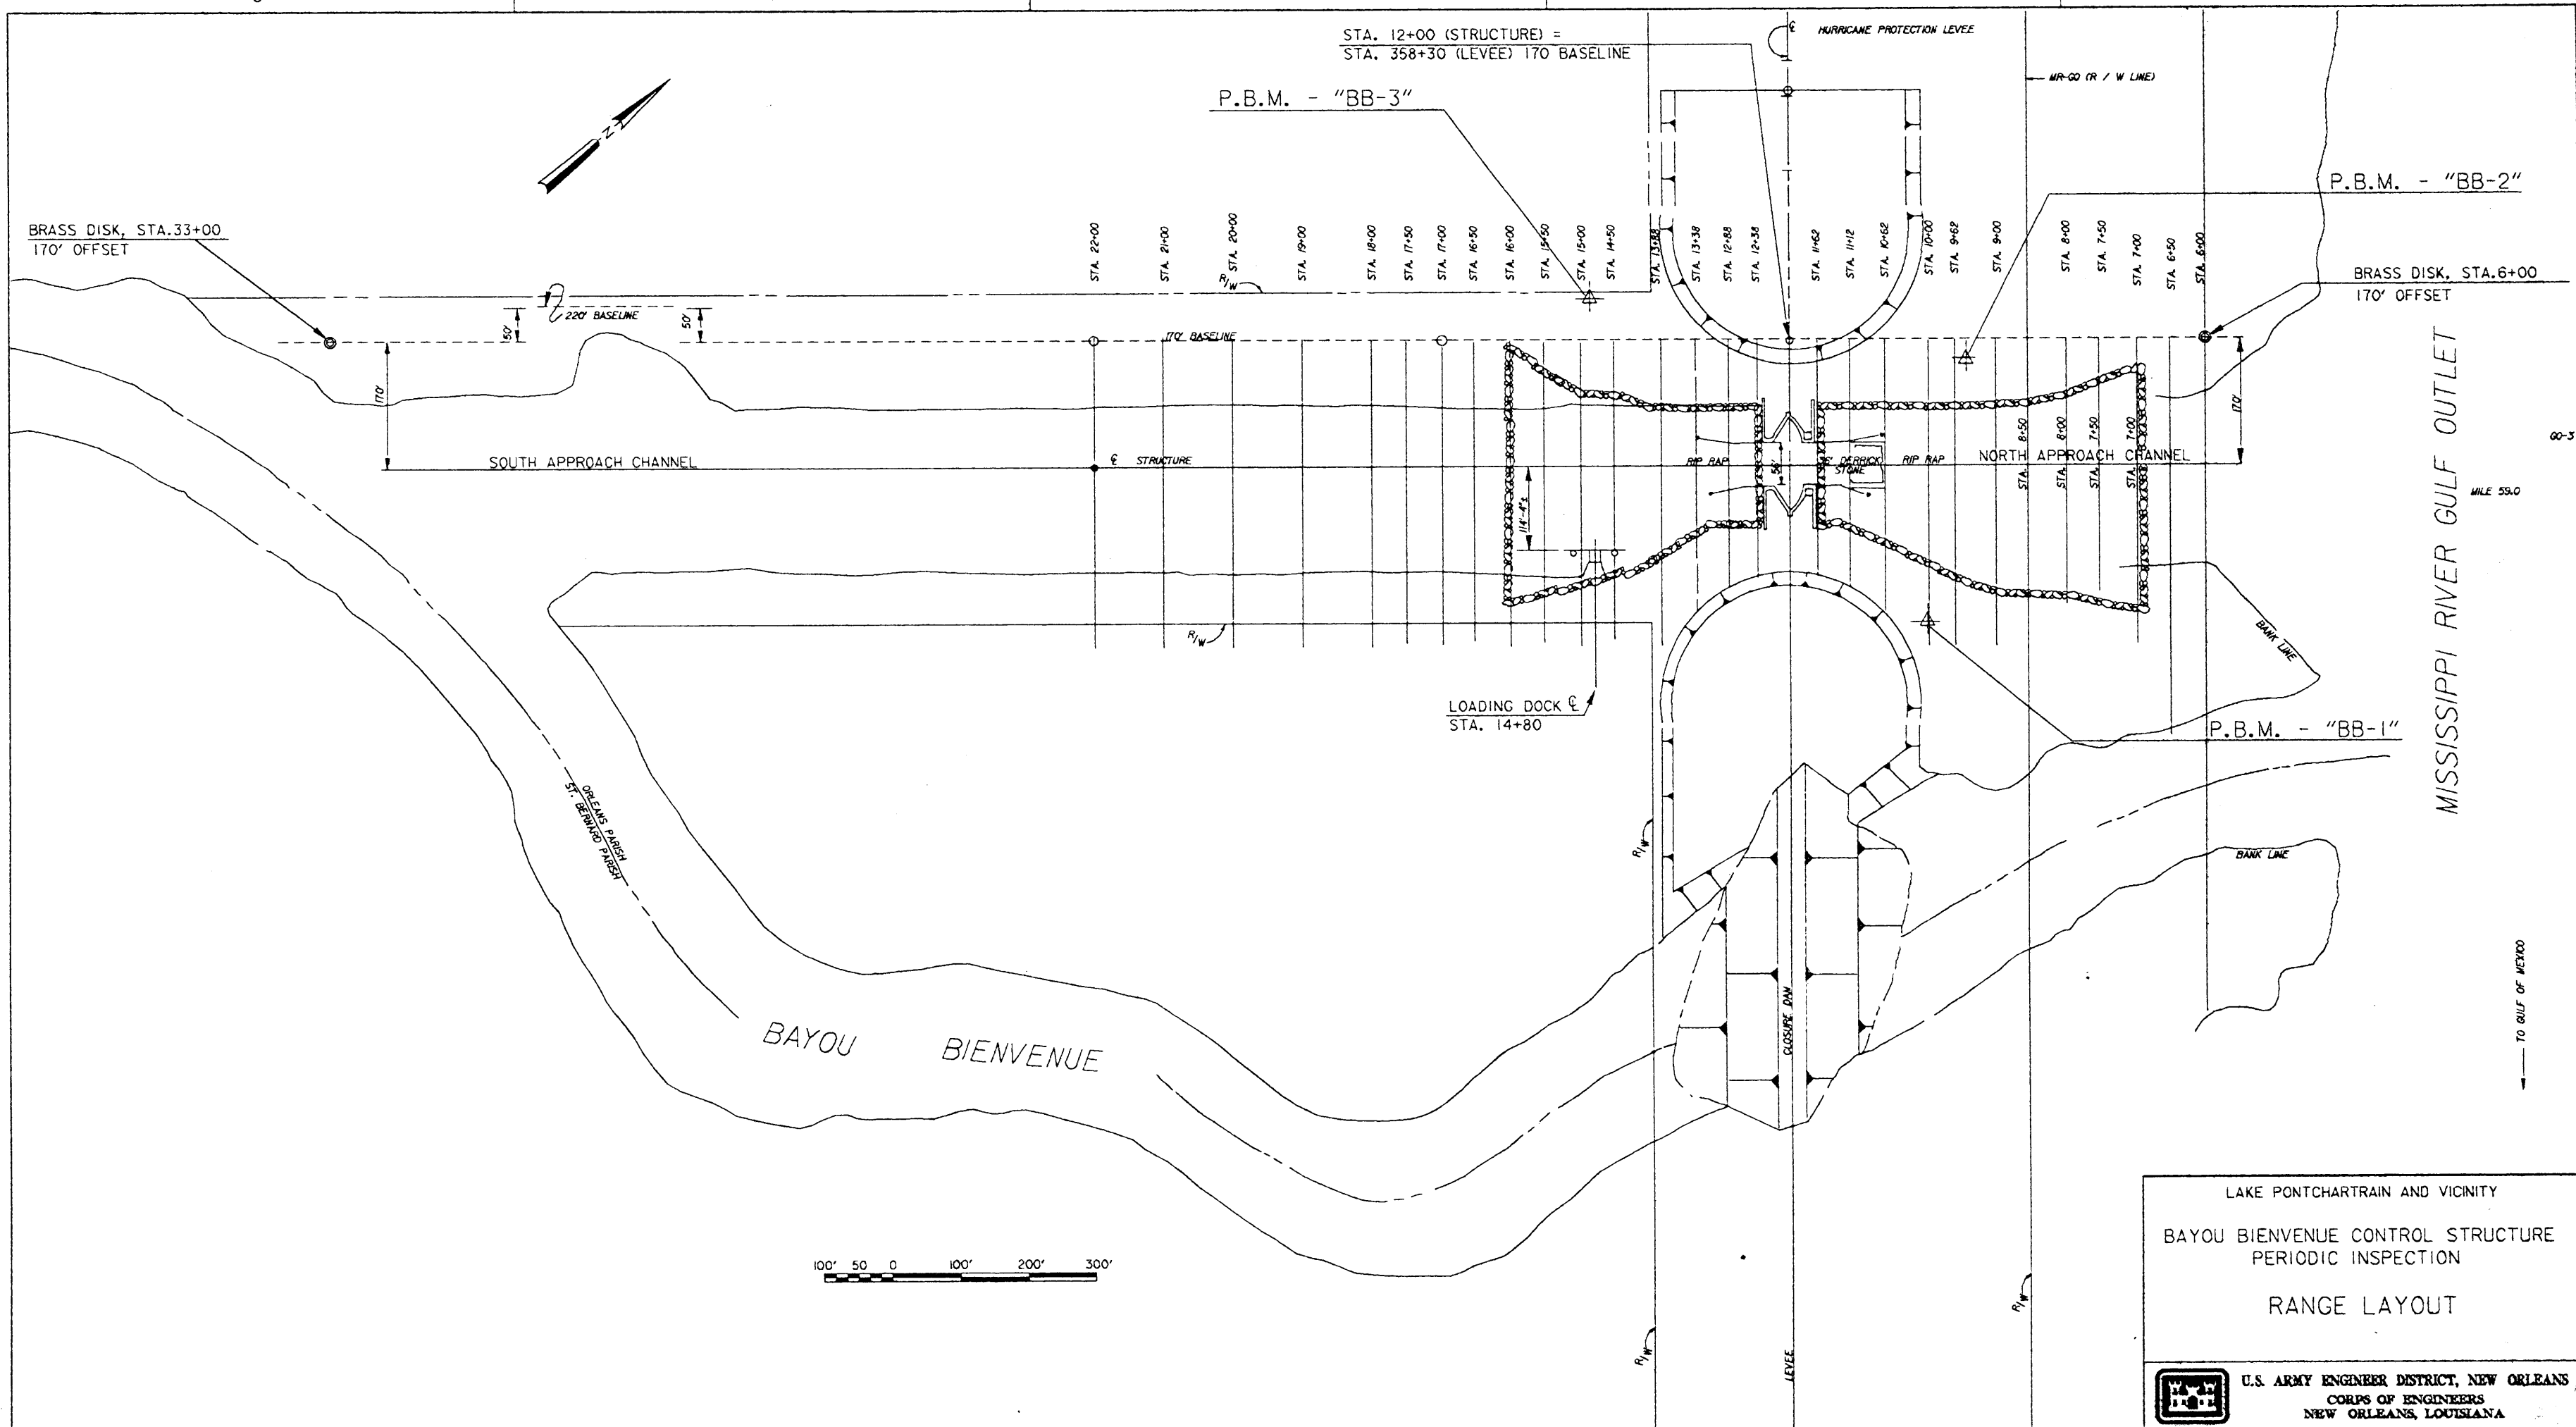 STA. 12+00 (STRUCTURE) =
STA. 358+30 (LEVEE) 170 BASELINE
℄ HURRICANE PROTECTION LEVEE
MR-GO (R / W LINE)
P.B.M. - "BB-3"
P.B.M. - "BB-2"
N
BRASS DISK, STA.33+00
170' OFFSET
BRASS DISK, STA.6+00
170' OFFSET
STA. 22+00
STA. 21+00
STA. 20+00
STA. 19+00
STA. 18+00
STA. 17+50
STA. 17+00
STA. 16+50
STA. 16+00
STA. 15+50
STA. 15+00
STA. 14+50
STA. 13+88
STA. 13+38
STA. 12+88
STA. 12+38
STA. 11+62
STA. 11+12
STA. 10+62
STA. 10+00
STA. 9+62
STA. 9+00
STA. 8+00
STA. 7+50
STA. 7+00
STA. 6+50
STA. 6+00
R/W
220' BASELINE
50'
50'
170' BASELINE
170'
170'
SOUTH APPROACH CHANNEL
℄ STRUCTURE
RIP RAP
56'
DERRICK
STONE
RIP RAP
NORTH APPROACH CHANNEL
STA. 8+50
STA. 8+00
STA. 7+50
STA. 7+00
114'-4"±
MISSISSIPPI RIVER GULF OUTLET
GO-3
MILE 59.0
R/W
BANK LINE
LOADING DOCK ℄
STA. 14+80
P.B.M. - "BB-1"
ORLEANS PARISH
ST. BERNARD PARISH
R/W
BANK LINE
BAYOU BIENVENUE
CLOSURE DAM
TO GULF OF MEXICO
100' 50 0 100' 200' 300'
R/W
R/W
LEVEE
LAKE PONTCHARTRAIN AND VICINITY
BAYOU BIENVENUE CONTROL STRUCTURE
PERIODIC INSPECTION
RANGE LAYOUT
U.S. ARMY ENGINEER DISTRICT, NEW ORLEANS
CORPS OF ENGINEERS
NEW ORLEANS, LOUISIANA